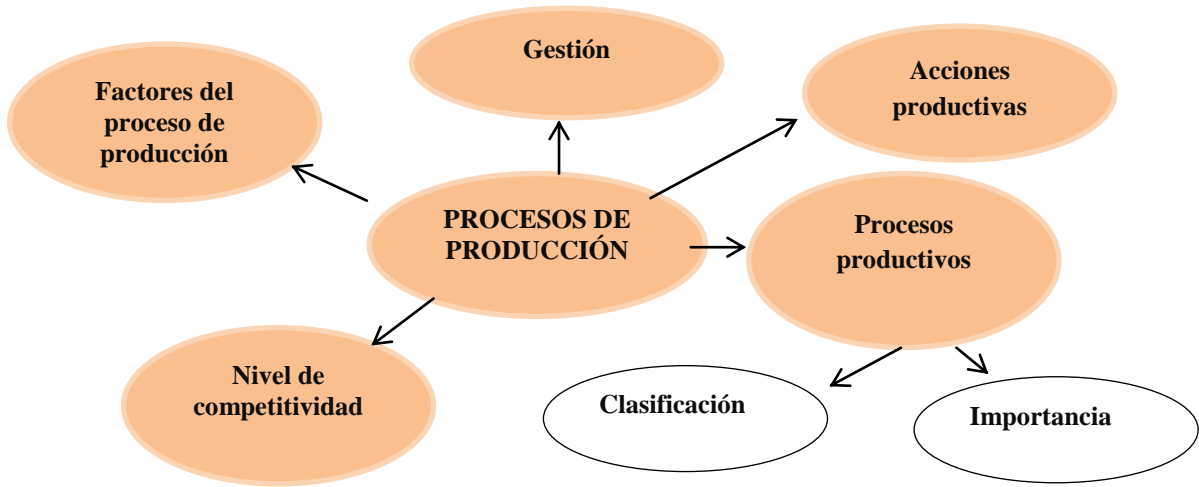 Gestión
Acciones
productivas
Factores del
proceso de
producción
PROCESOS DE
PRODUCCIÓN
Procesos
productivos
Nivel de
competitividad
Clasificación
Importancia